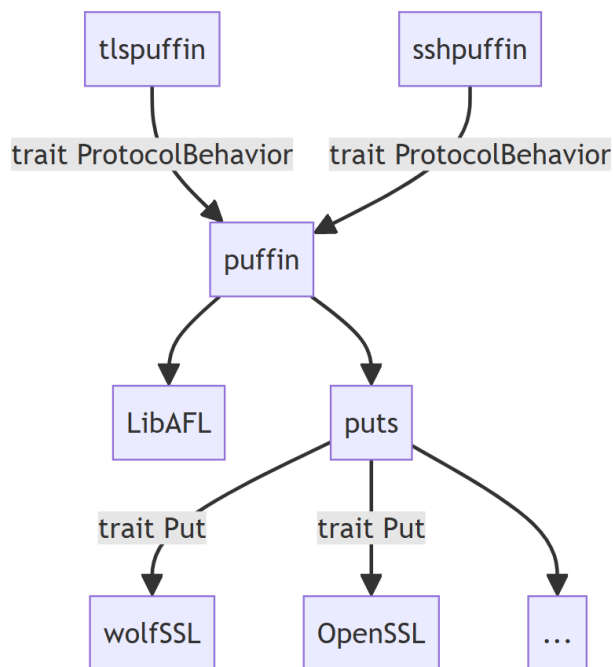 tlspuffin
sshpuffin
trait ProtocolBehavior
trait ProtocolBehavior
puffin
LibAFL
puts
trait Put
trait Put
wolfSSL
OpenSSL
...